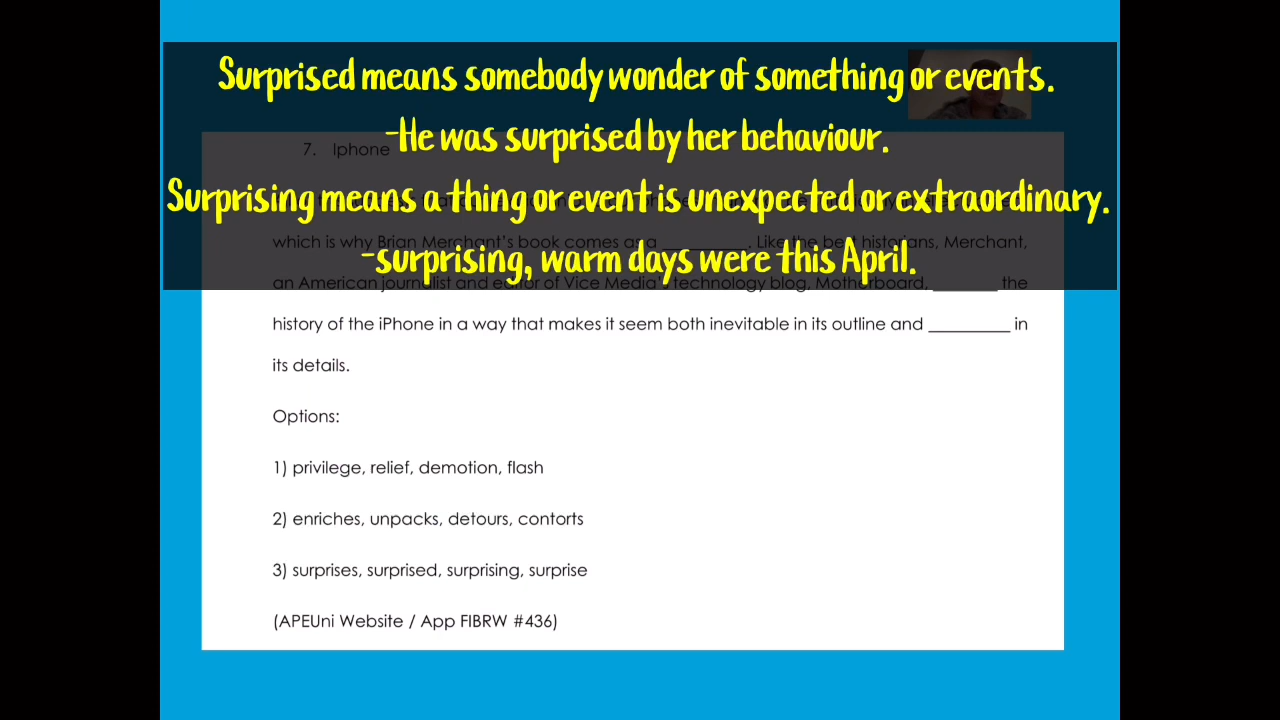 Surprised means somebody wonder of something or events.
-He was surprised by her behaviour.
7. Iphone
Surprising means a thing or event is unexpected or extraordinary.
which is why Brian Merchant's book comes as a __________. Like the best historians, Merchant,
-surprising, warm days were this April.
an American journalist and editor of Vice Media's technology blog, Motherboard, ________ the
history of the iPhone in a way that makes it seem both inevitable in its outline and __________ in
its details.
Options:
1) privilege, relief, demotion, flash
2) enriches, unpacks, detours, contorts
3) surprises, surprised, surprising, surprise
(APEUni Website / App FIBRW #436)